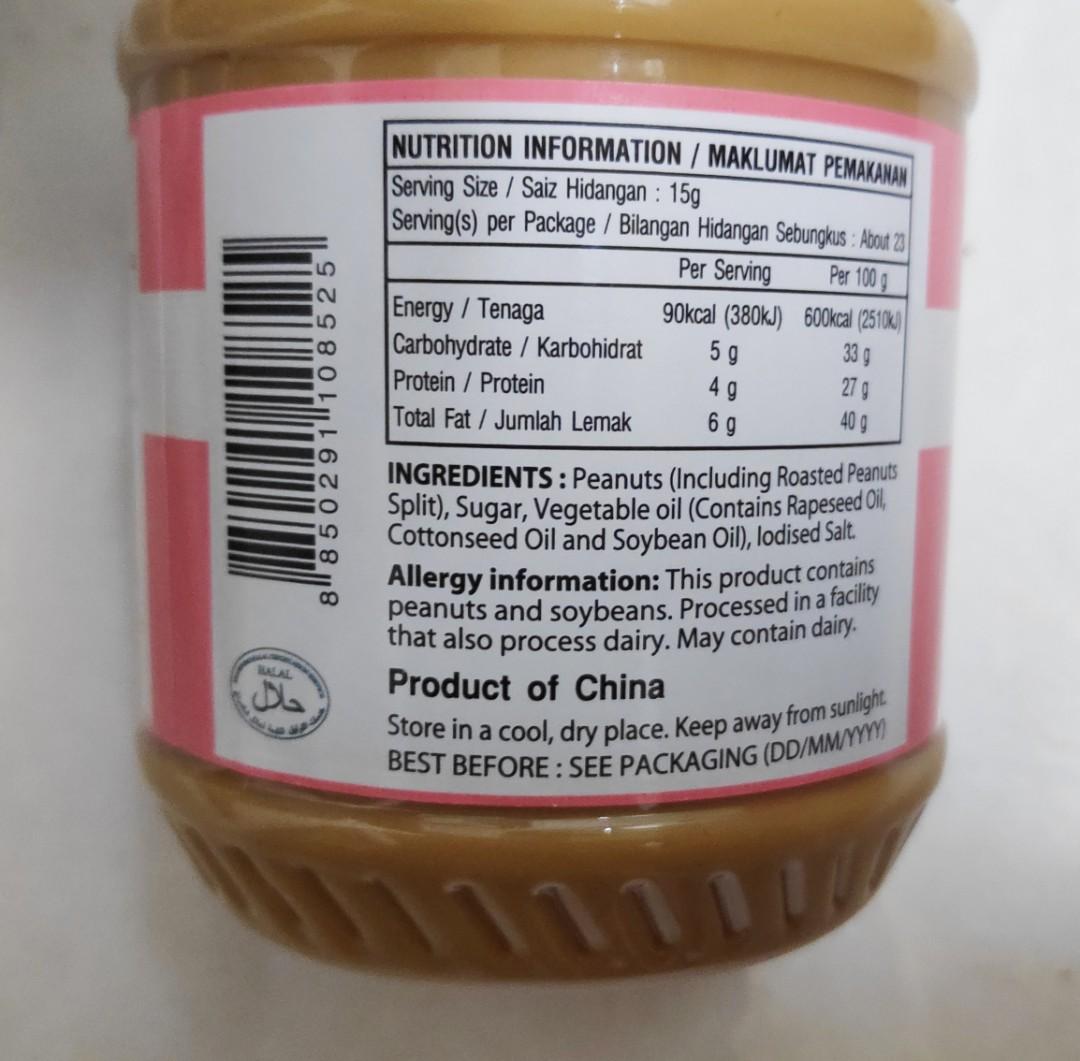 NUTRITION INFORMATION / MAKLUMAT PEMAKANAN
Serving Size / Saiz Hidangan : 15g
Serving(s) per Package / Bilangan Hidangan Sebungkus : About 23
Per Serving Per 100 g
Energy / Tenaga 90kcal (380kJ) 600kcal (2510kJ)
Carbohydrate / Karbohidrat 5 g 33 g
Protein / Protein 4 g 27 g
Total Fat / Jumlah Lemak 6 g 40 g
INGREDIENTS : Peanuts (Including Roasted Peanuts
Split), Sugar, Vegetable oil (Contains Rapeseed Oil,
Cottonseed Oil and Soybean Oil), Iodised Salt.
Allergy information: This product contains
peanuts and soybeans. Processed in a facility
that also process dairy. May contain dairy.
Product of China
Store in a cool, dry place. Keep away from sunlight.
BEST BEFORE : SEE PACKAGING (DD/MM/YYYY)
8 850291 108525
HALAL
حلال